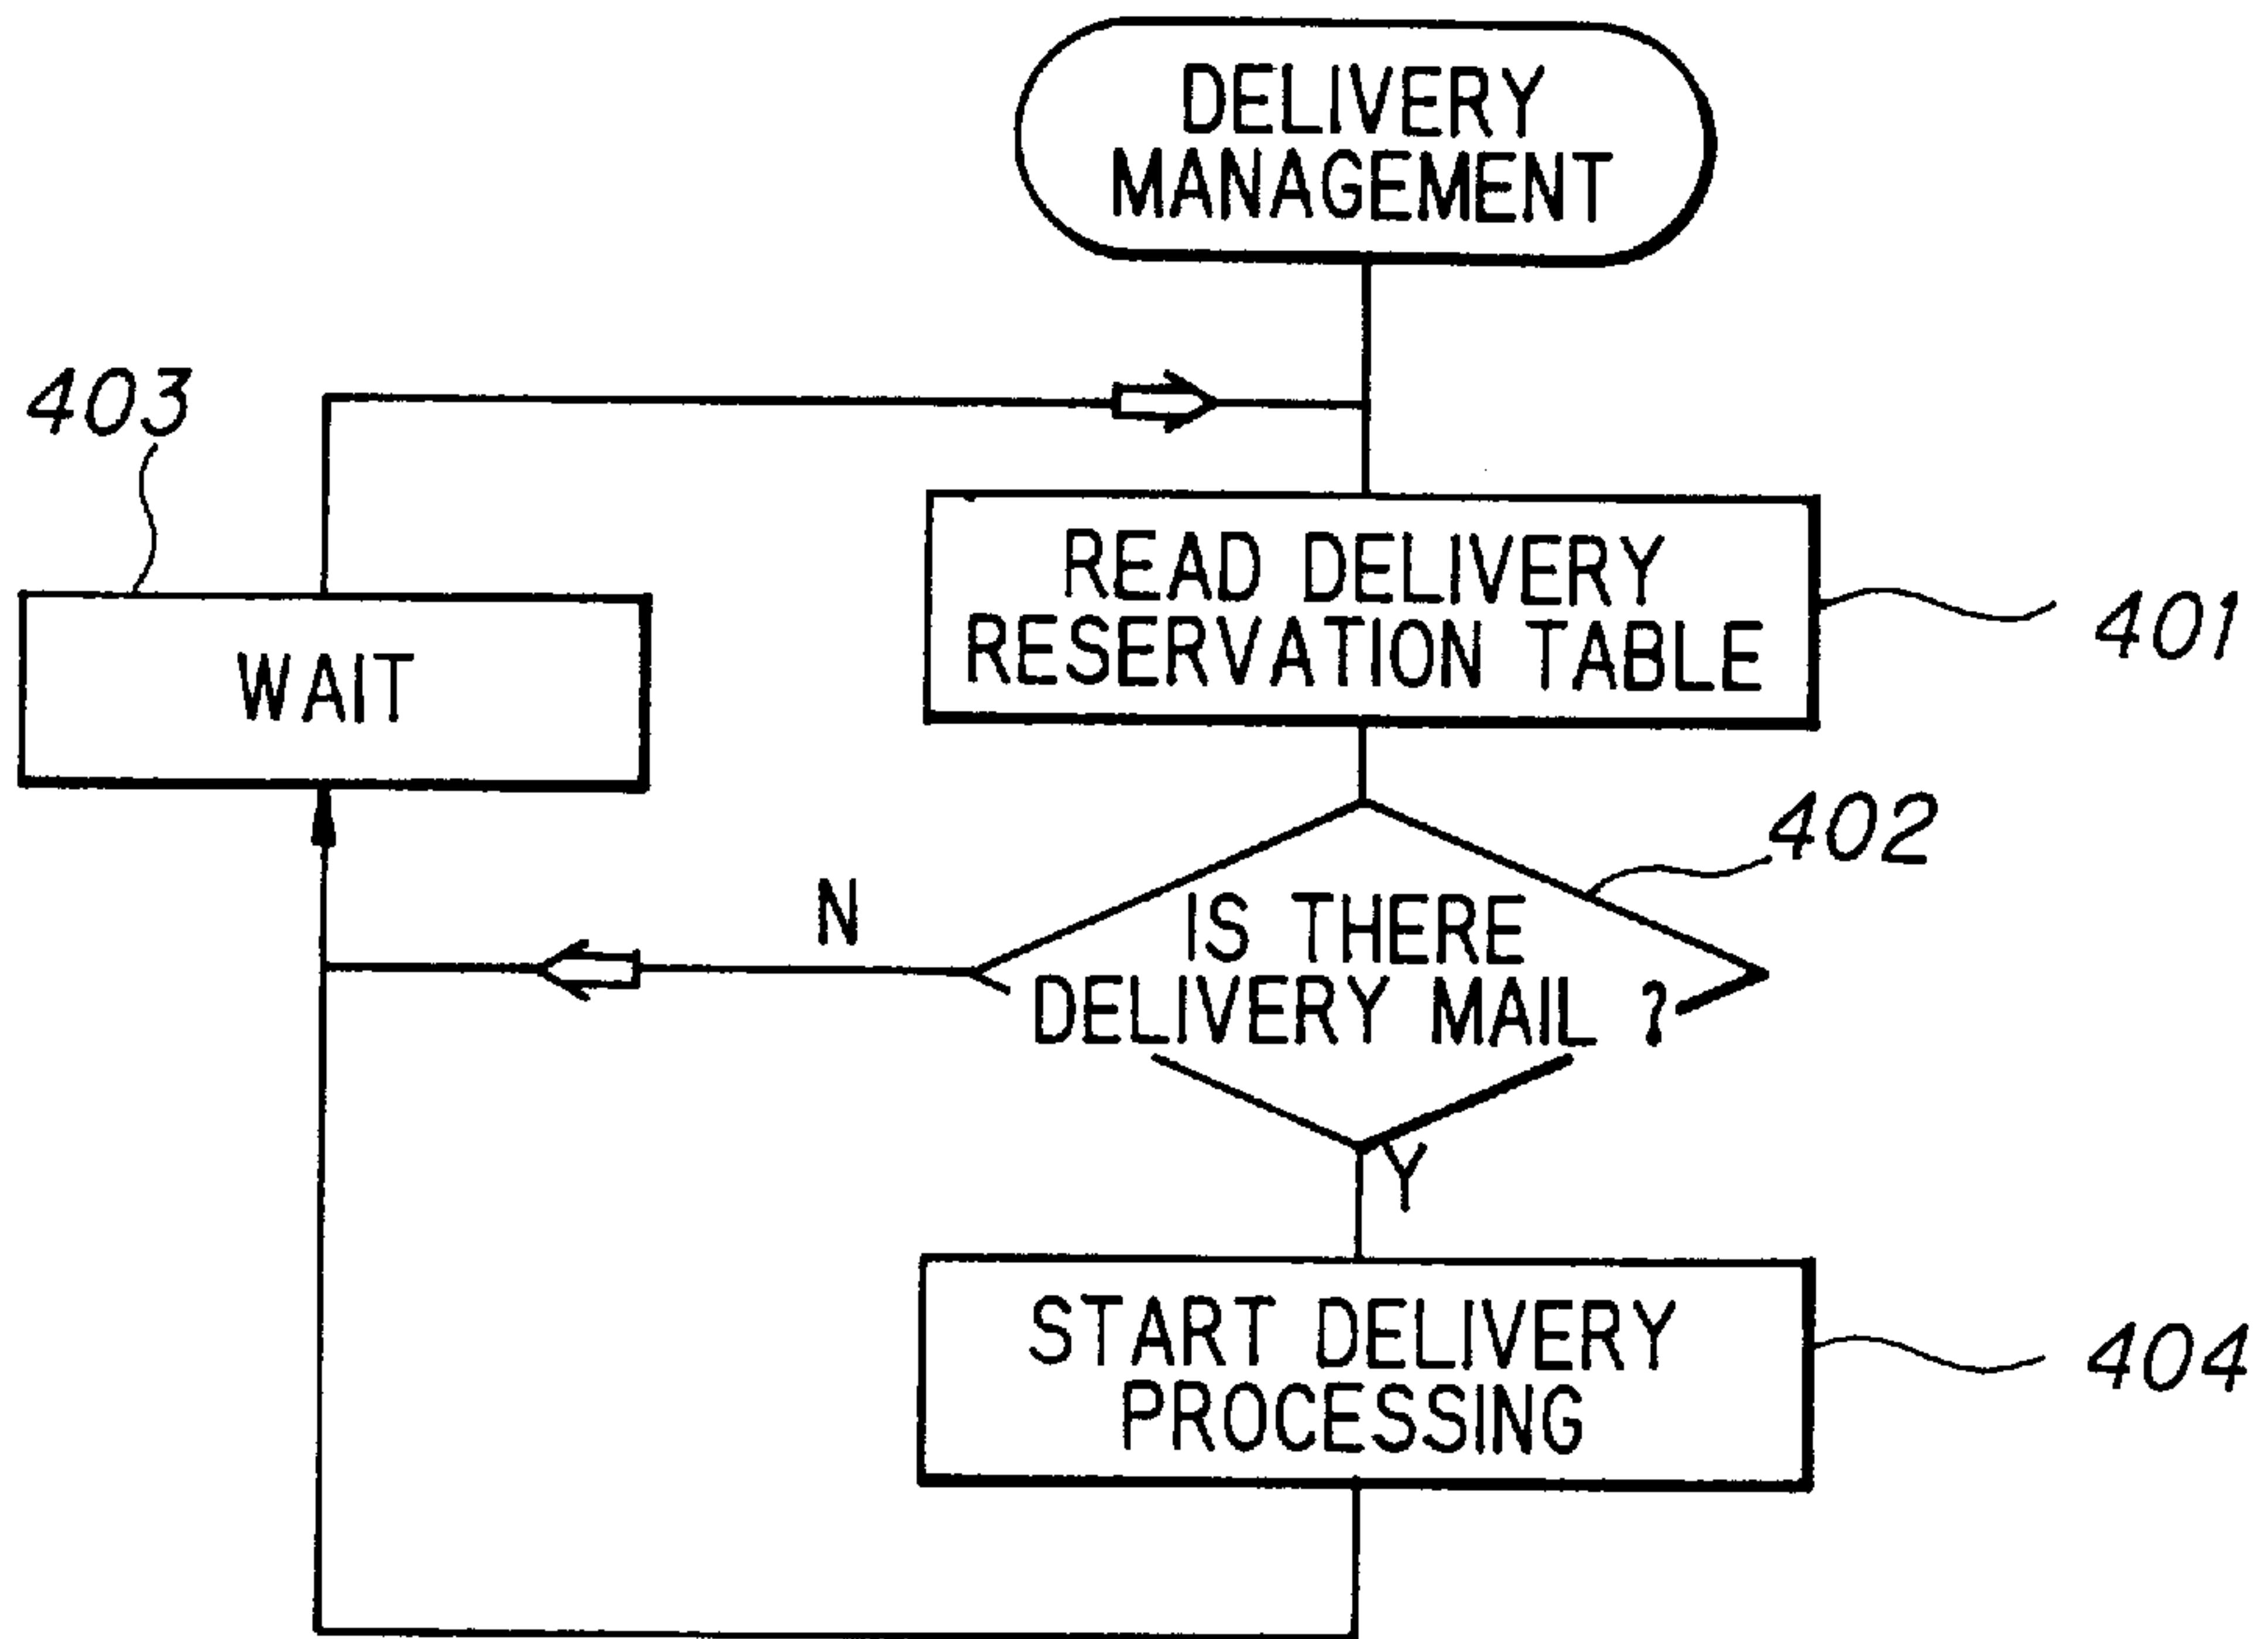 DELIVERY
MANAGEMENT
403
READ DELIVERY
RESERVATION TABLE
401
WAIT
402
N
IS THERE
DELIVERY MAIL ?
Y
START DELIVERY
PROCESSING
404